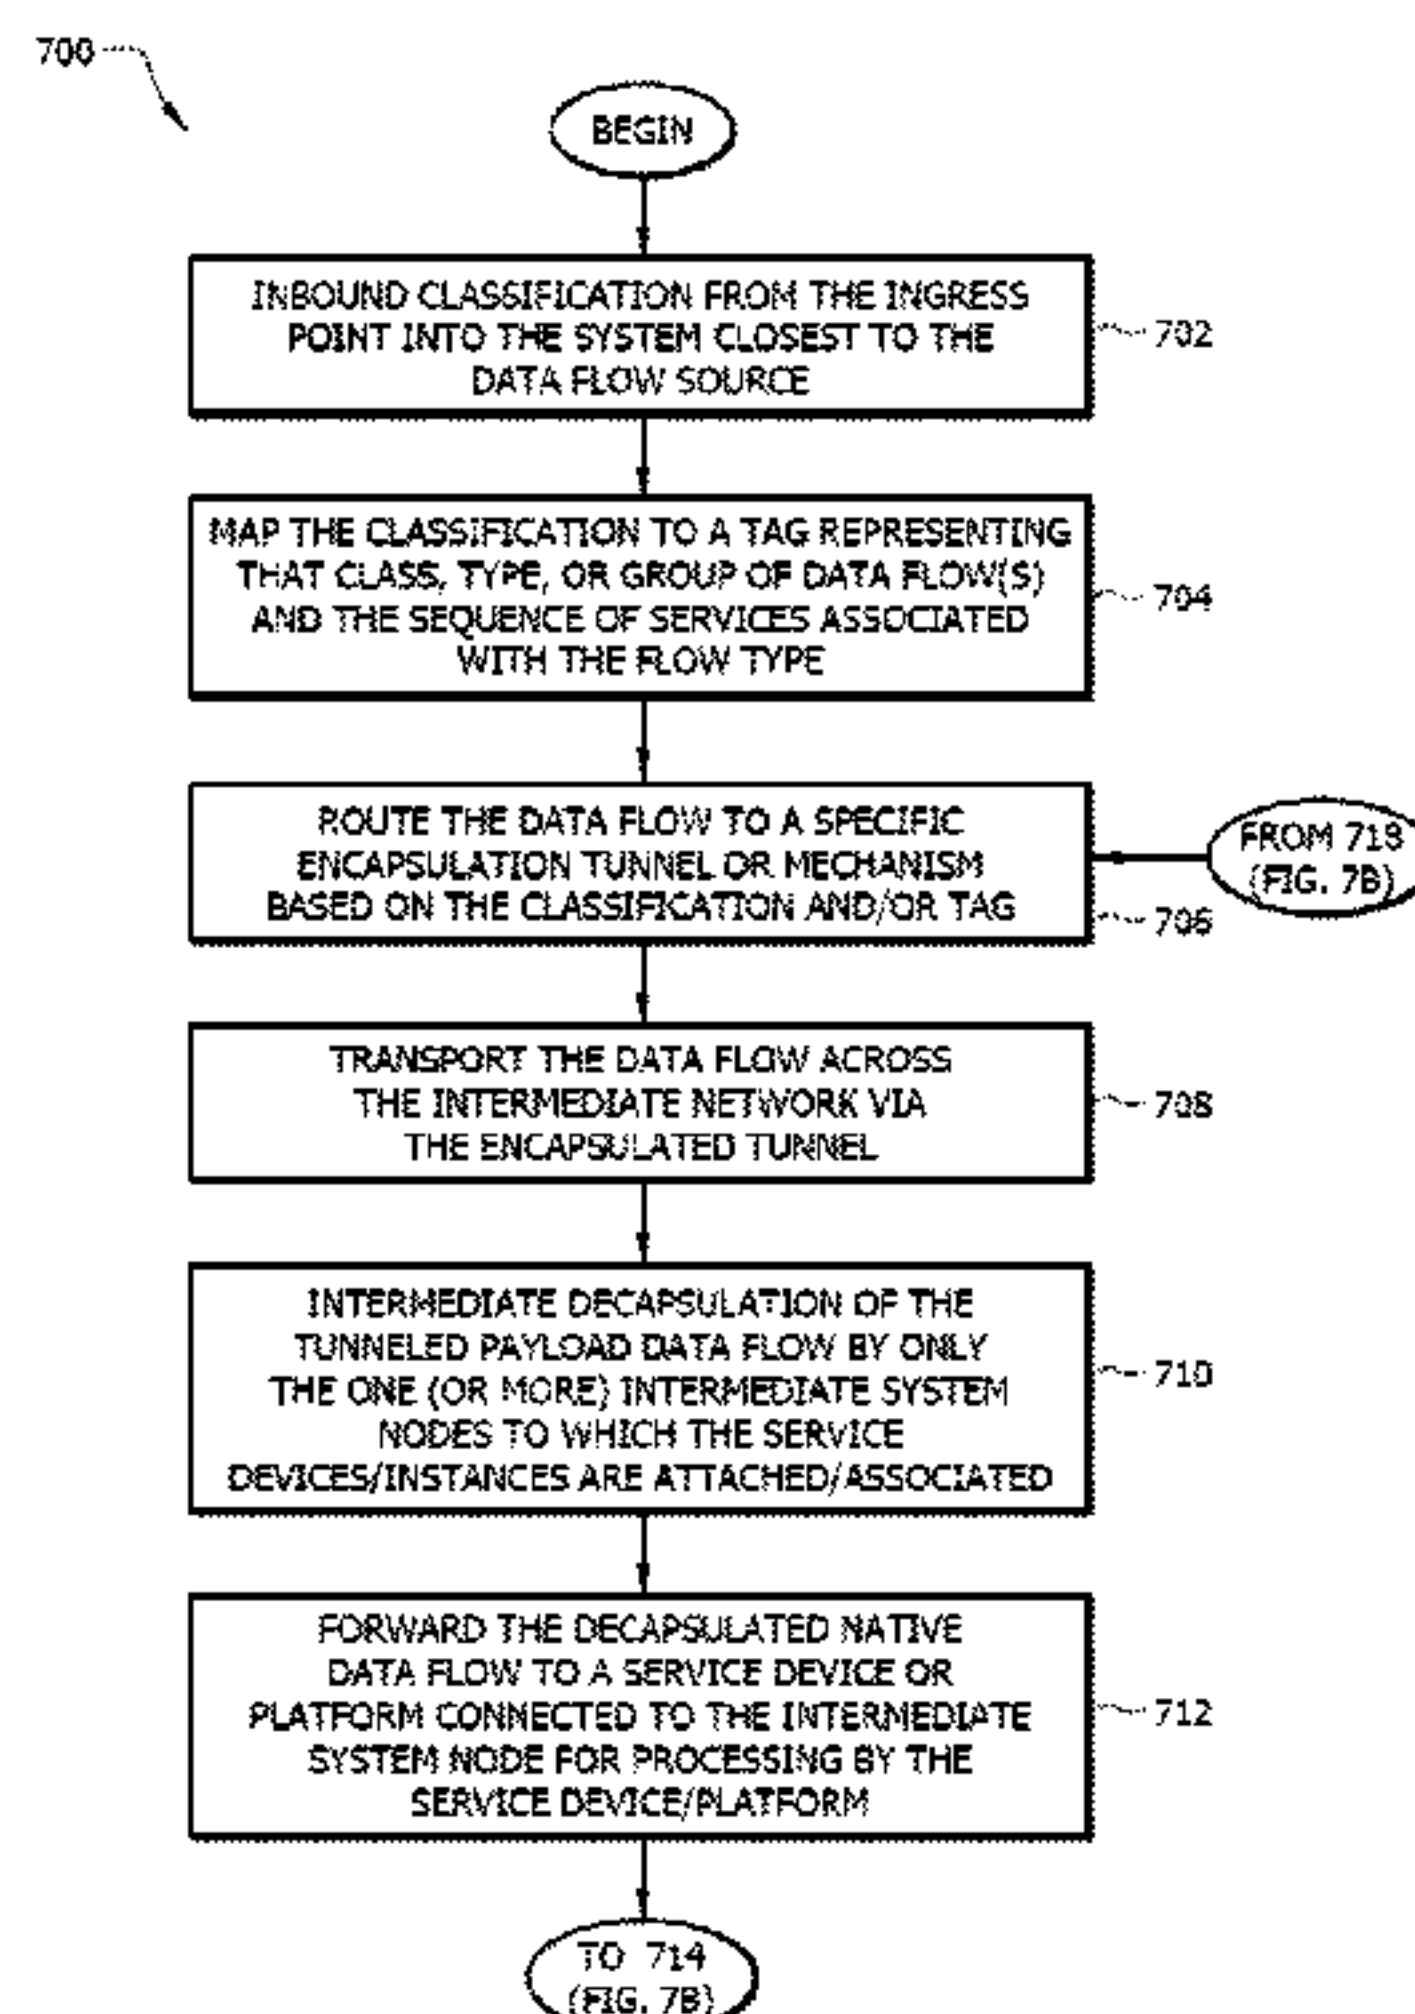 700
BEGIN
INBOUND CLASSIFICATION FROM THE INGRESS
POINT INTO THE SYSTEM CLOSEST TO THE
DATA FLOW SOURCE
702
MAP THE CLASSIFICATION TO A TAG REPRESENTING
THAT CLASS, TYPE, OR GROUP OF DATA FLOW(S)
AND THE SEQUENCE OF SERVICES ASSOCIATED
WITH THE FLOW TYPE
704
ROUTE THE DATA FLOW TO A SPECIFIC
ENCAPSULATION TUNNEL OR MECHANISM
BASED ON THE CLASSIFICATION AND/OR TAG
706
FROM 718
(FIG. 7B)
TRANSPORT THE DATA FLOW ACROSS
THE INTERMEDIATE NETWORK VIA
THE ENCAPSULATED TUNNEL
708
INTERMEDIATE DECAPSULATION OF THE
TUNNELED PAYLOAD DATA FLOW BY ONLY
THE ONE (OR MORE) INTERMEDIATE SYSTEM
NODES TO WHICH THE SERVICE
DEVICES/INSTANCES ARE ATTACHED/ASSOCIATED
710
FORWARD THE DECAPSULATED NATIVE
DATA FLOW TO A SERVICE DEVICE OR
PLATFORM CONNECTED TO THE INTERMEDIATE
SYSTEM NODE FOR PROCESSING BY THE
SERVICE DEVICE/PLATFORM
712
TO 714
(FIG. 7B)